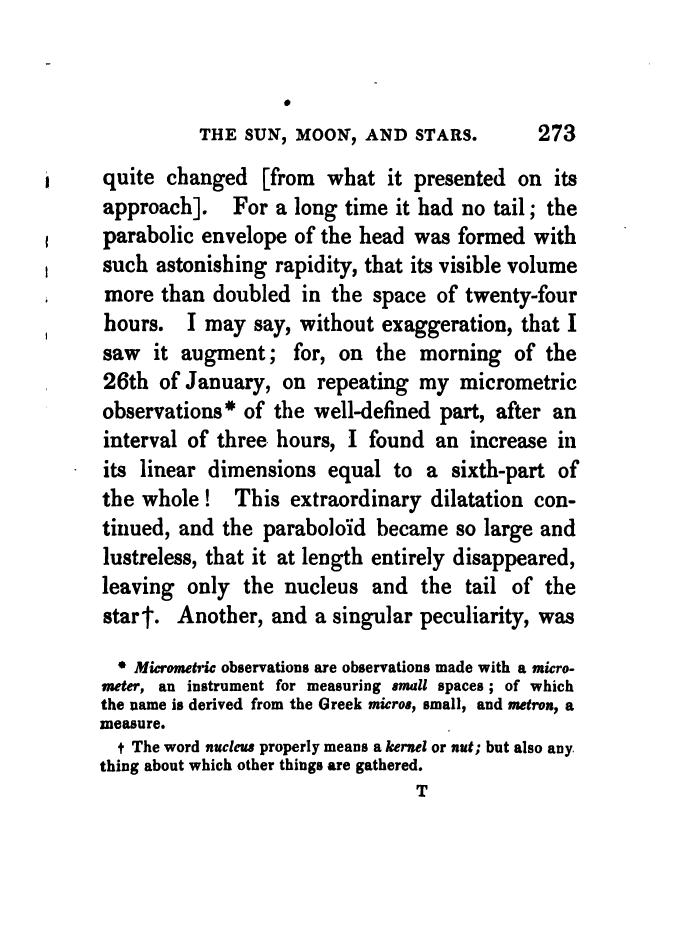 THE SUN, MOON, AND STARS. 273
quite changed [from what it presented on its
approach]. For a long time it had no tail; the
parabolic envelope of the head was formed with
such astonishing rapidity, that its visible volume
more than doubled in the space of twenty-four
hours. I may say, without exaggeration, that I
saw it augment; for, on the morning of the
26th of January, on repeating my micrometric
observations* of the well-defined part, after an
interval of three hours, I found an increase in
its linear dimensions equal to a sixth-part of
the whole! This extraordinary dilatation con-
tinued, and the paraboloïd became so large and
lustreless, that it at length entirely disappeared,
leaving only the nucleus and the tail of the
star†. Another, and a singular peculiarity, was
* Micrometric observations are observations made with a micro-
meter, an instrument for measuring small spaces; of which
the name is derived from the Greek micros, small, and metron, a
measure.
† The word nucleus properly means a kernel or nut; but also any
thing about which other things are gathered.
T